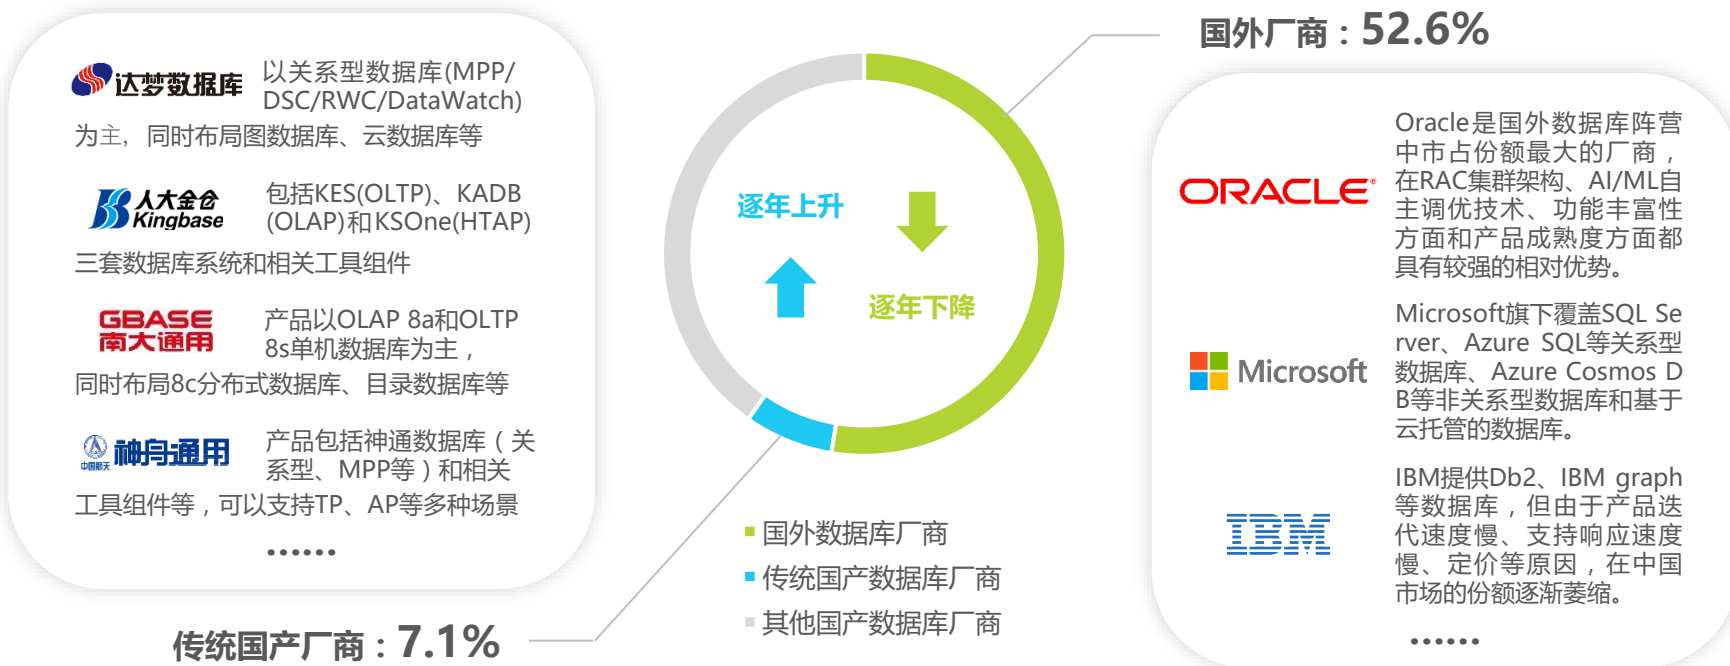 达梦数据库
以关系型数据库(MPP/
DSC/RWC/DataWatch)
为主，同时布局图数据库、云数据库等
人大金仓
Kingbase
包括KES(OLTP)、KADB
(OLAP)和KSOne(HTAP)
三套数据库系统和相关工具组件
GBASE
南大通用
产品以OLAP 8a和OLTP
8s单机数据库为主，
同时布局8c分布式数据库、目录数据库等
中国航天
神舟通用
产品包括神通数据库（关
系型、MPP等）和相关
工具组件等，可以支持TP、AP等多种场景
......
传统国产厂商：7.1%
逐年上升
逐年下降
国外数据库厂商
传统国产数据库厂商
其他国产数据库厂商
国外厂商：52.6%
ORACLE
Oracle是国外数据库阵营
中市占份额最大的厂商，
在RAC集群架构、AI/ML自
主调优技术、功能丰富性
方面和产品成熟度方面都
具有较强的相对优势。
Microsoft
Microsoft旗下覆盖SQL Se
rver、Azure SQL等关系型
数据库、Azure Cosmos D
B等非关系型数据库和基于
云托管的数据库。
IBM
IBM提供Db2、IBM graph
等数据库，但由于产品迭
代速度慢、支持响应速度
慢、定价等原因，在中国
市场的份额逐渐萎缩。
......